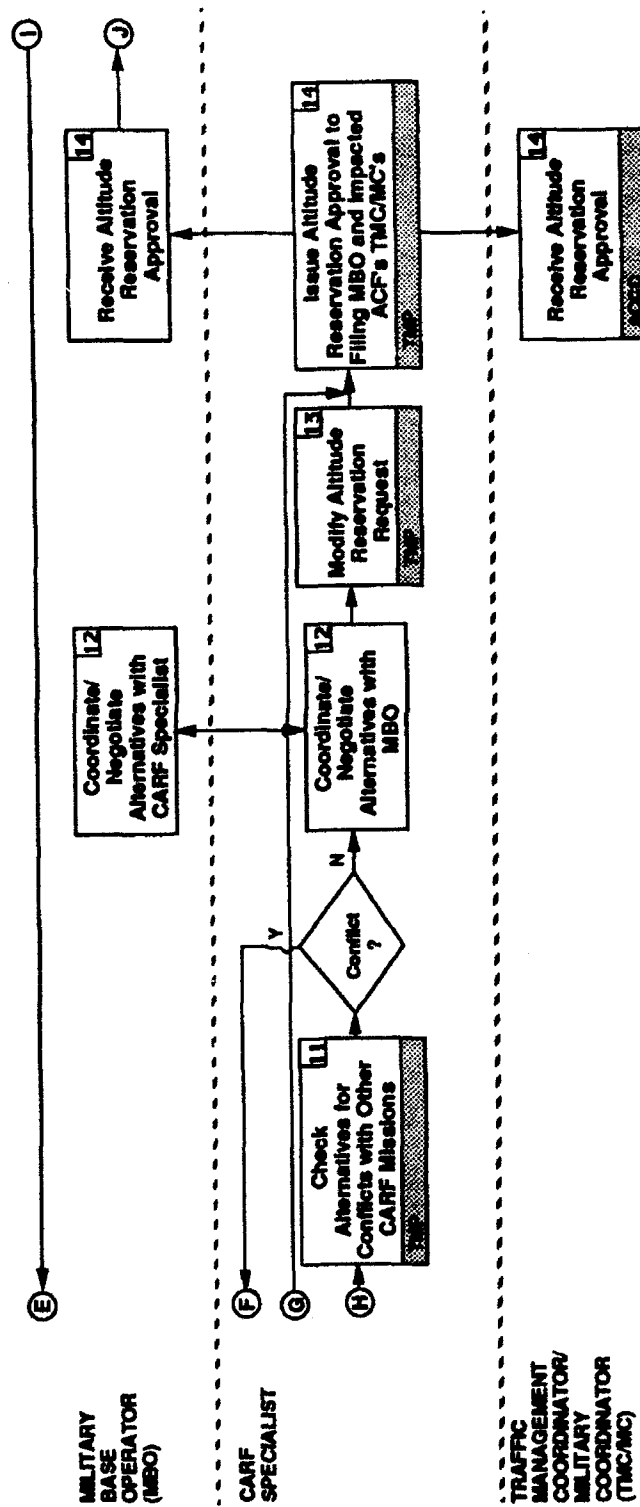 I
E
MILITARY
BASE
OPERATOR
(MBO)
12
Coordinate/
Negotiate
Alternatives with
CARF Specialist
14
Receive Altitude
Reservation
Approval
J
CARF
SPECIALIST
F
G
H
11
Check
Alternatives for
Conflicts with Other
CARF Missions
TMP
Conflict
?
Y
N
12
Coordinate/
Negotiate
Alternatives with
MBO
13
Modify Altitude
Reservation
Request
TMP
14
Issue Altitude
Reservation Approval to
Filing MBO and Impacted
ACF's TMC/MC's
TMP
TRAFFIC
MANAGEMENT
COORDINATOR/
MILITARY
COORDINATOR
(TMC/MC)
14
Receive Altitude
Reservation
Approval